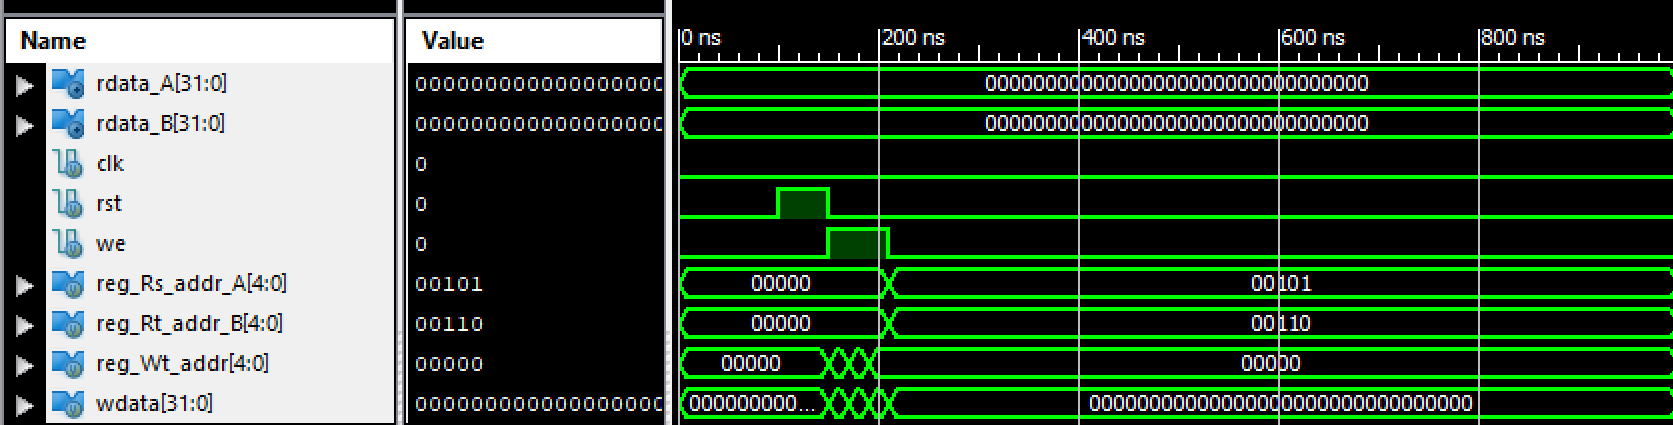 Name Value 0 ns 200 ns 400 ns 600 ns 800 ns
rdata_A[31:0] 000000000000000000 00000000000000000000000000000000
rdata_B[31:0] 000000000000000000 00000000000000000000000000000000
clk 0
rst 0
we 0
reg_Rs_addr_A[4:0] 00101 00000 00101
reg_Rt_addr_B[4:0] 00110 00000 00110
reg_Wt_addr[4:0] 00000 00000 00000
wdata[31:0] 000000000000000000 000000000... 00000000000000000000000000000000